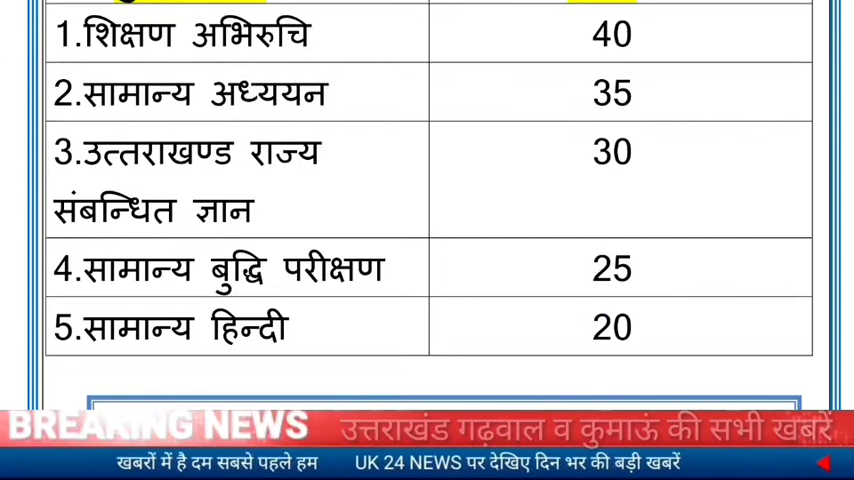 1.शिक्षण अभिरुचि 40
2.सामान्य अध्ययन 35
3.उत्तराखण्ड राज्य 30
संबन्धित ज्ञान
4.सामान्य बुद्धि परीक्षण 25
5.सामान्य हिन्दी 20
BREAKING NEWS उत्तराखंड गढ़वाल व कुमाऊं की सभी खबरें
खबरों में है दम सबसे पहले हम UK 24 NEWS पर देखिए दिन भर की बड़ी खबरें